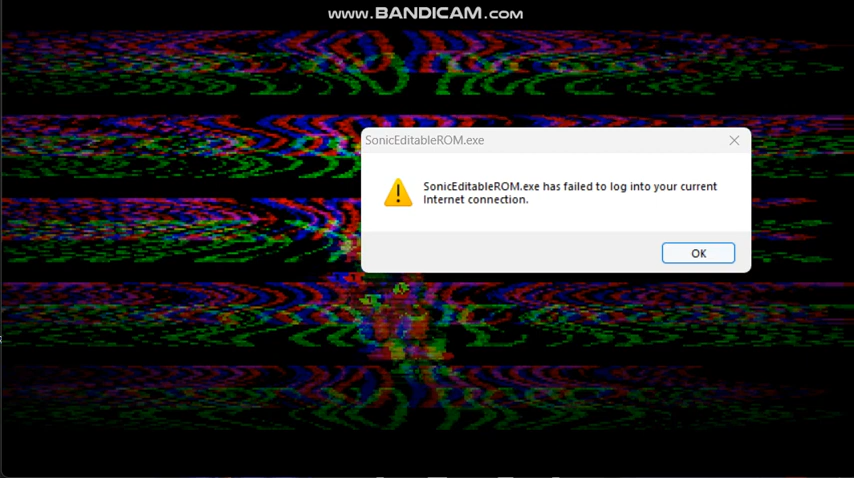 www.BANDICAM.com
SonicEditableROM.exe
SonicEditableROM.exe has failed to log into your current
Internet connection.
OK